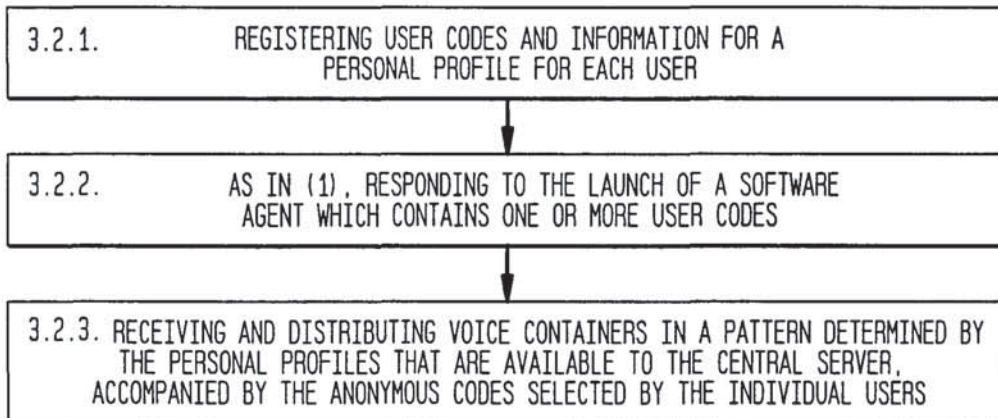 3.2.1. REGISTERING USER CODES AND INFORMATION FOR A
PERSONAL PROFILE FOR EACH USER
3.2.2. AS IN (1), RESPONDING TO THE LAUNCH OF A SOFTWARE
AGENT WHICH CONTAINS ONE OR MORE USER CODES
3.2.3. RECEIVING AND DISTRIBUTING VOICE CONTAINERS IN A PATTERN DETERMINED BY
THE PERSONAL PROFILES THAT ARE AVAILABLE TO THE CENTRAL SERVER,
ACCOMPANIED BY THE ANONYMOUS CODES SELECTED BY THE INDIVIDUAL USERS